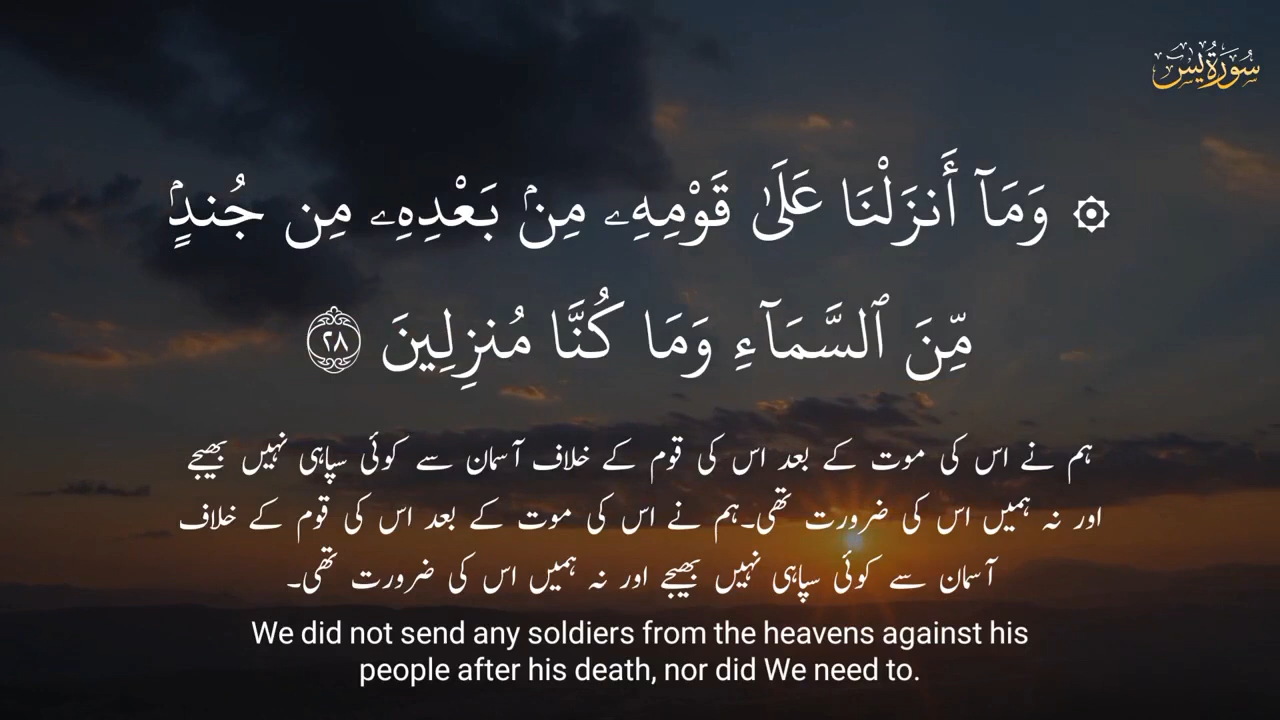 سُورَةُ يس
۞ وَمَآ أَنزَلْنَا عَلَىٰ قَوْمِهِۦ مِنۢ بَعْدِهِۦ مِن جُندٍۢ
مِّنَ ٱلسَّمَآءِ وَمَا كُنَّا مُنزِلِينَ ٢٨
ہم نے اس کی موت کے بعد اس کی قوم کے خلاف آسمان سے کوئی سپاہی نہیں بھیجے
اور نہ ہمیں اس کی ضرورت تھی۔ہم نے اس کی موت کے بعد اس کی قوم کے خلاف
آسمان سے کوئی سپاہی نہیں بھیجے اور نہ ہمیں اس کی ضرورت تھی۔
We did not send any soldiers from the heavens against his
people after his death, nor did We need to.